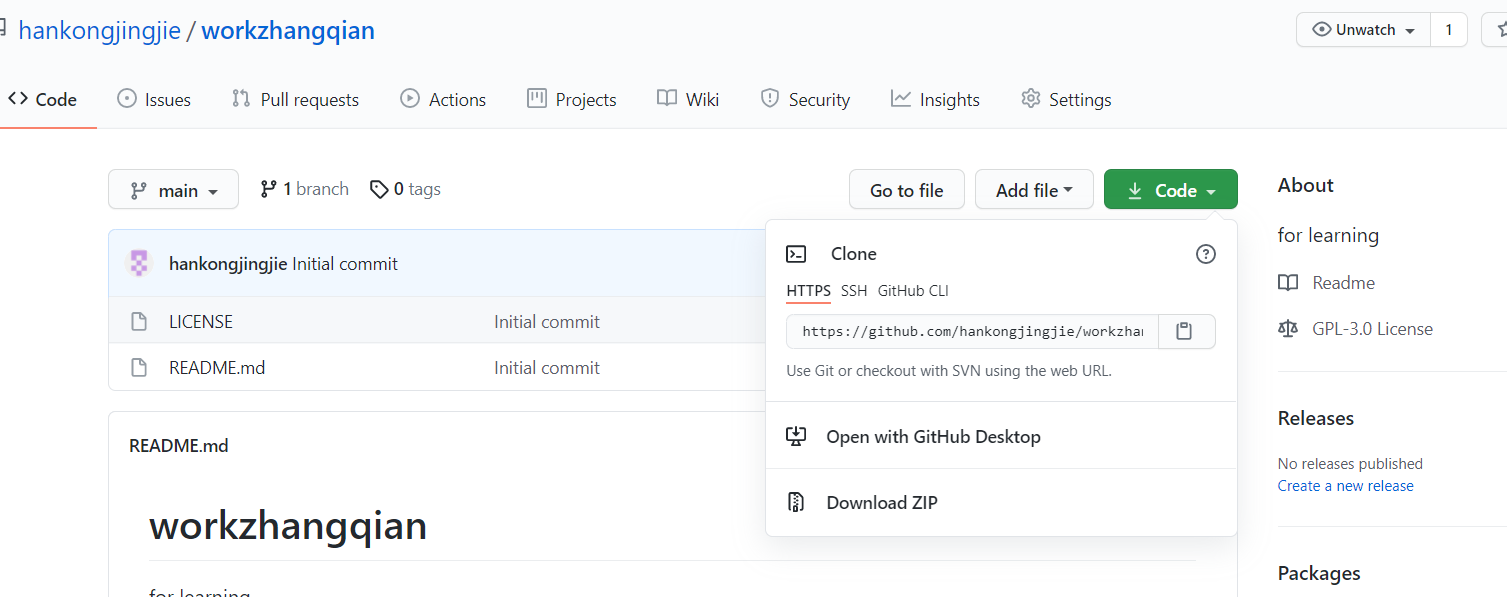 hankongjingjie / workzhangqian
Unwatch 1
Code Issues Pull requests Actions Projects Wiki Security Insights Settings
main 1 branch 0 tags Go to file Add file Code
hankongjingjie Initial commit
LICENSE Initial commit
README.md Initial commit
README.md
workzhangqian
for learning
Clone
HTTPS SSH GitHub CLI
https://github.com/hankongjingjie/workzhan
Use Git or checkout with SVN using the web URL.
Open with GitHub Desktop
Download ZIP
About
for learning
Readme
GPL-3.0 License
Releases
No releases published
Create a new release
Packages